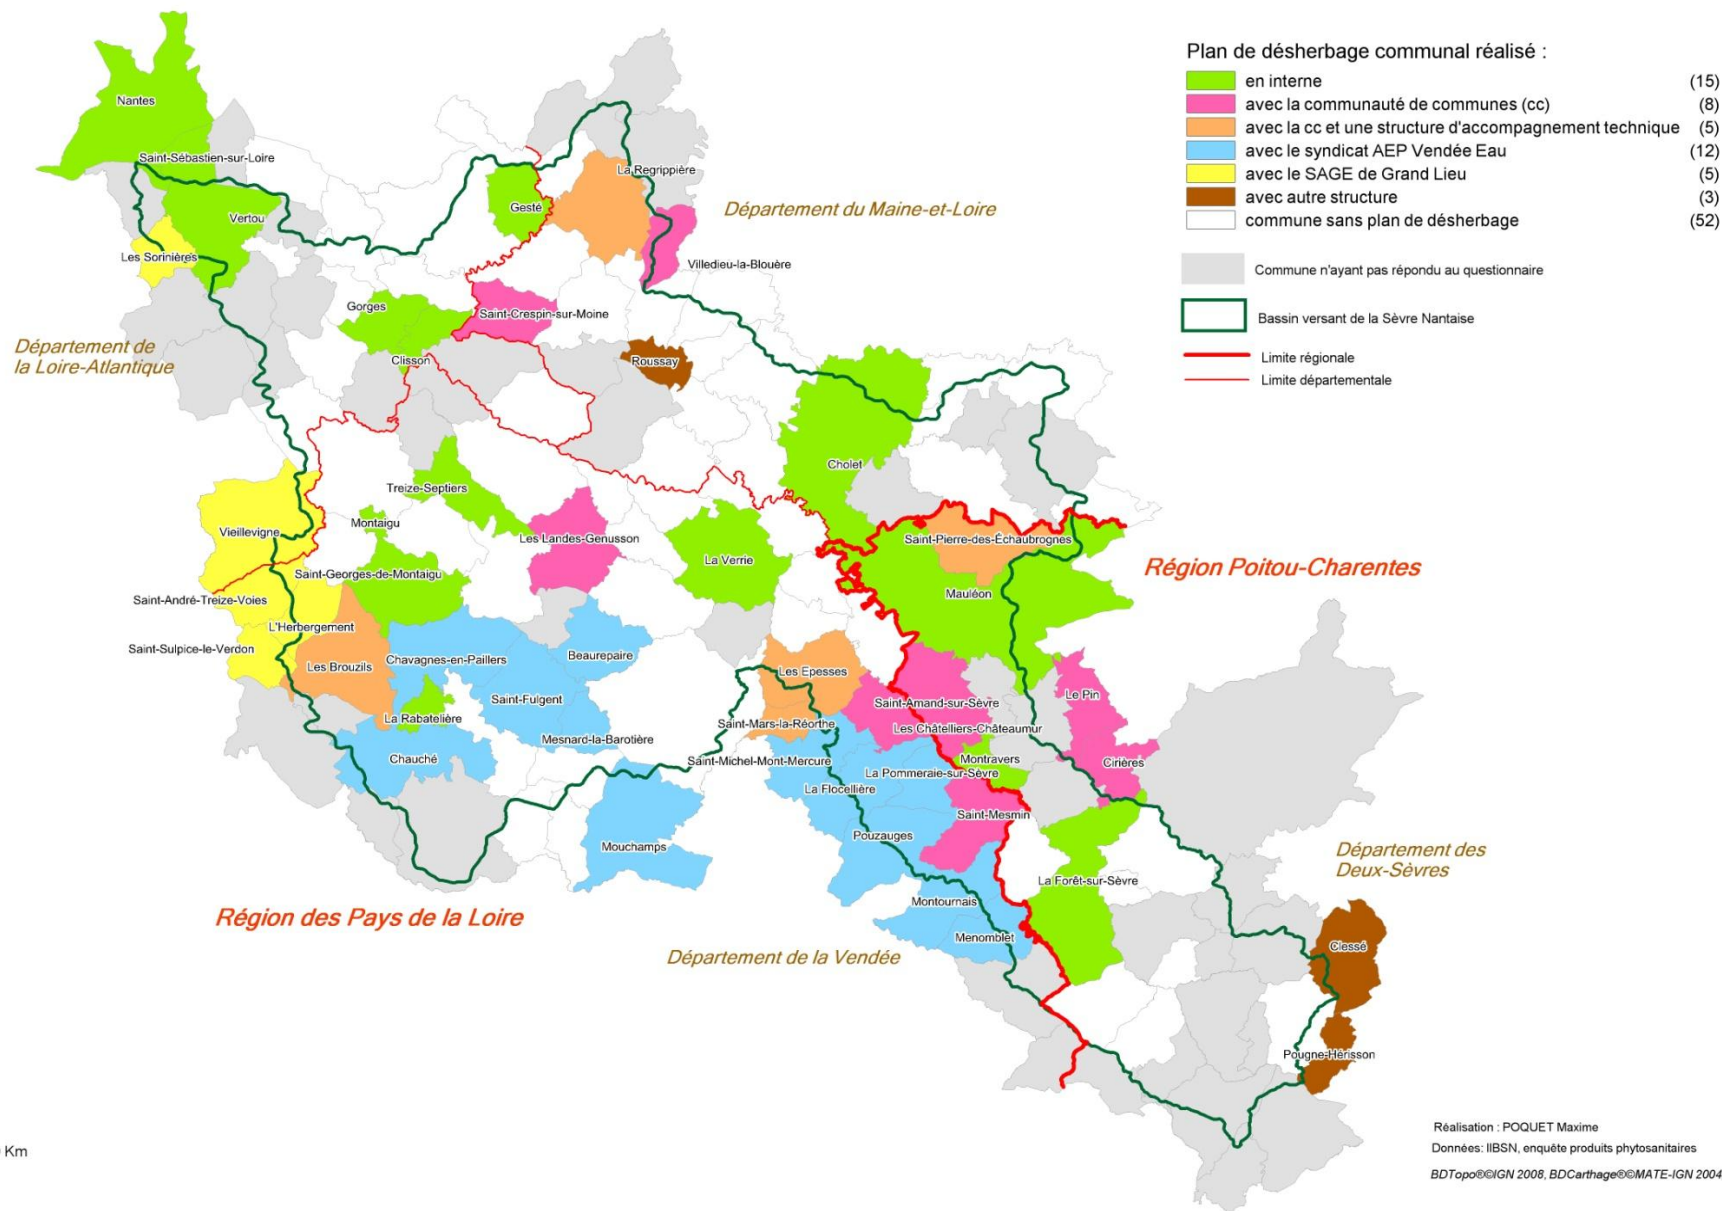 Plan de désherbage communal réalisé :
en interne (15)
avec la communauté de communes (cc) (8)
avec la cc et une structure d'accompagnement technique (5)
avec le syndicat AEP Vendée Eau (12)
avec le SAGE de Grand Lieu (5)
avec autre structure (3)
commune sans plan de désherbage (52)
Commune n'ayant pas répondu au questionnaire
Bassin versant de la Sèvre Nantaise
Limite régionale
Limite départementale
Nantes
Saint-Sébastien-sur-Loire
La Regrippière
Gesté
Département du Maine-et-Loire
Vertou
Les Sorinières
Villedieu-la-Blouère
Gorges
Saint-Crespin-sur-Moine
Département de
la Loire-Atlantique
Clisson
Roussay
Cholet
Treize-Septiers
Montaigu
Vieillevigne
Les Landes-Genusson
Saint-Pierre-des-Échaubrognes
La Verrie
Région Poitou-Charentes
Saint-Georges-de-Montaigu
Mauléon
Saint-André-Treize-Voies
L'Herbergement
Saint-Sulpice-le-Verdon
Les Brouzils
Chavagnes-en-Paillers
Beaurepaire
Les Epesses
Le Pin
Saint-Fulgent
Saint-Amand-sur-Sèvre
La Rabatelière
Saint-Mars-la-Réorthe
Les Châtelliers-Châteaumur
Mesnard-la-Barotière
Chauché
Saint-Michel-Mont-Mercure
Montravers
Cirières
La Pommeraie-sur-Sèvre
La Flocellière
Saint-Mesmin
Pouzauges
Mouchamps
Département des
Deux-Sèvres
La Forêt-sur-Sèvre
Région des Pays de la Loire
Montournais
Menomblet
Clessé
Département de la Vendée
Pougne-Hérisson
Km
Réalisation : POQUET Maxime
Données: IIBSN, enquête produits phytosanitaires
BDTopo®©IGN 2008, BDCarthage®©MATE-IGN 2004